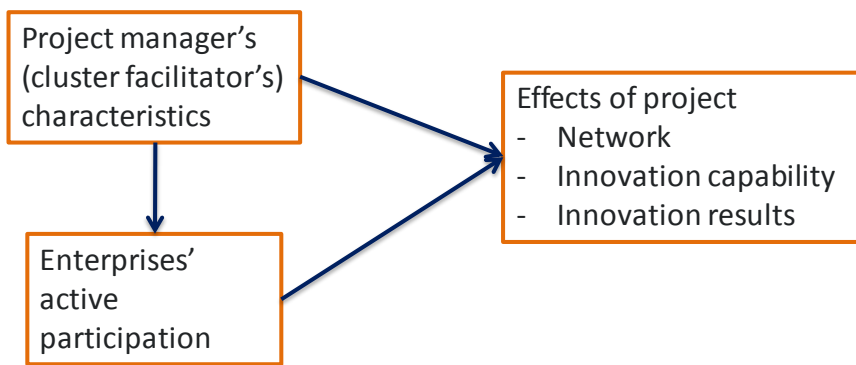 Project manager's
(cluster facilitator's)
characteristics
Effects of project
- Network
- Innovation capability
- Innovation results
Enterprises'
active
participation